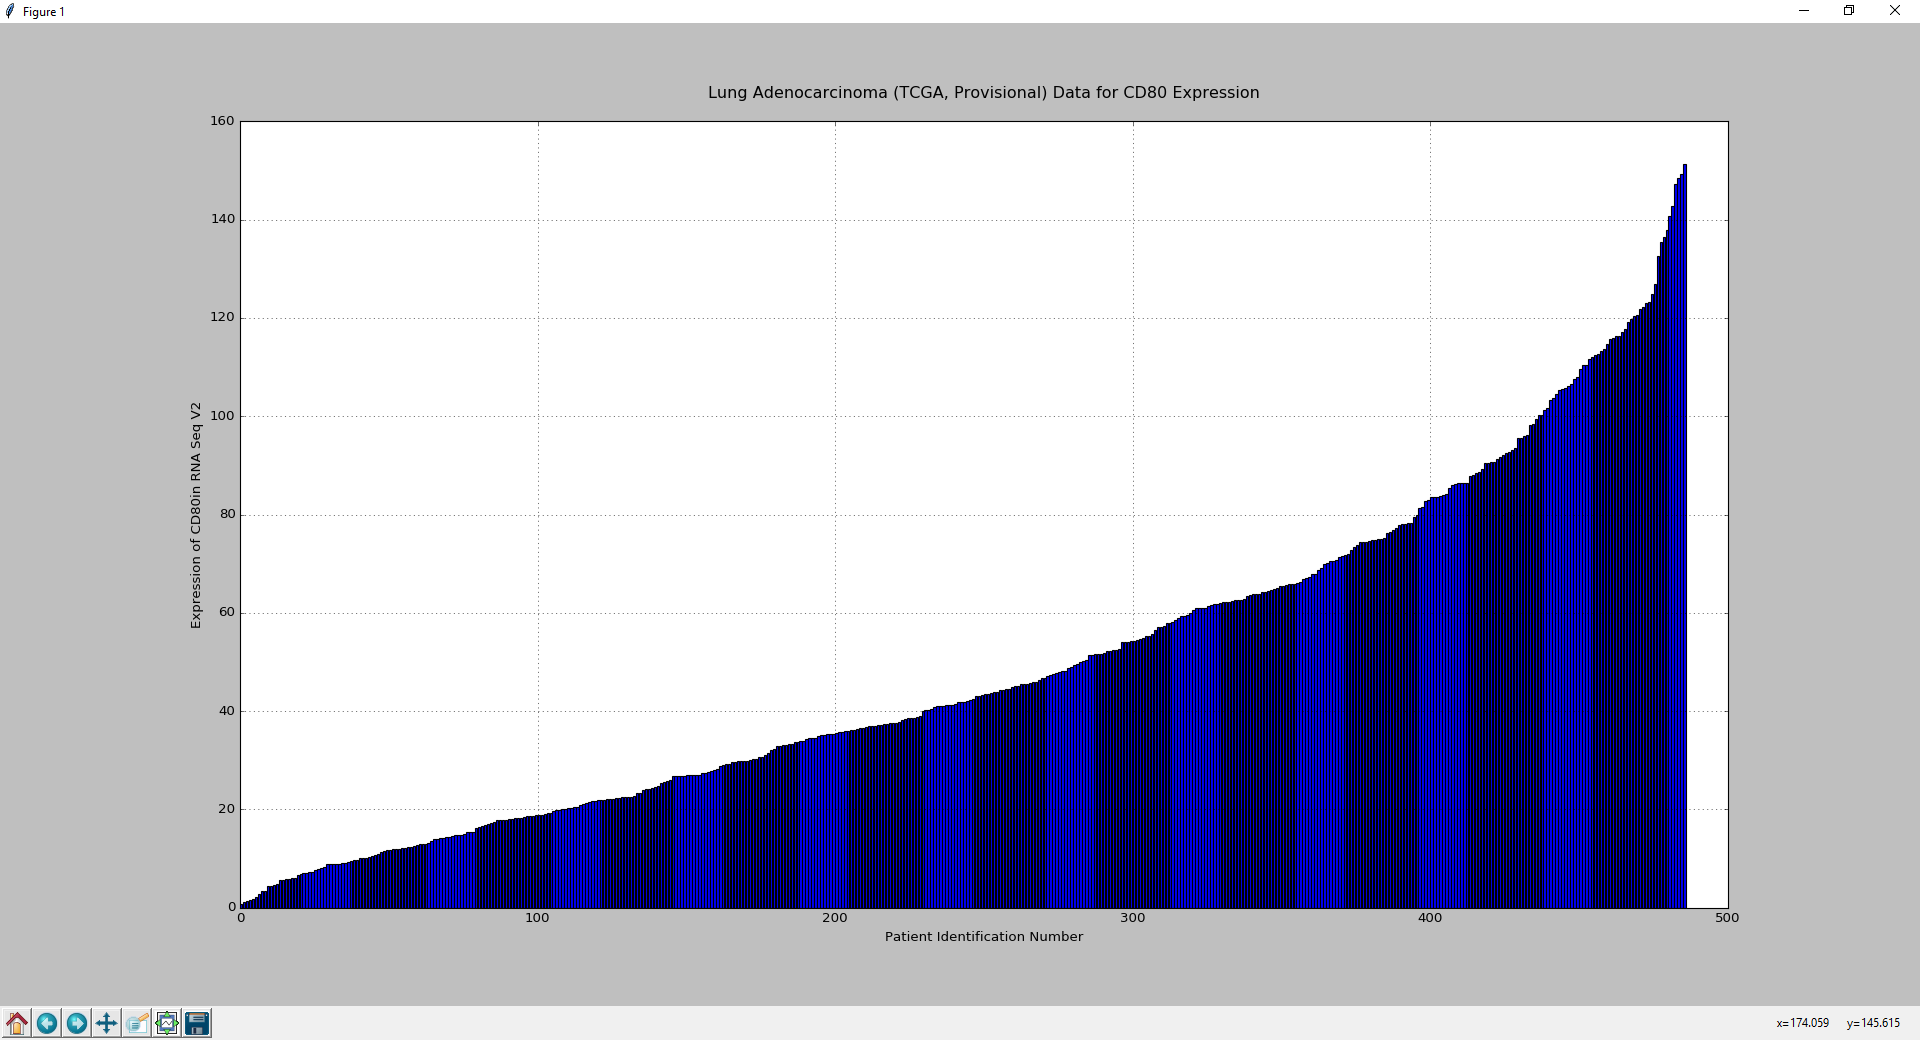 Figure 1
Lung Adenocarcinoma (TCGA, Provisional) Data for CD80 Expression
160
140
120
100
80
60
40
20
0
Expression of CD80in RNA Seq V2
0 100 200 300 400 500
Patient Identification Number
x=174.059 y=145.615